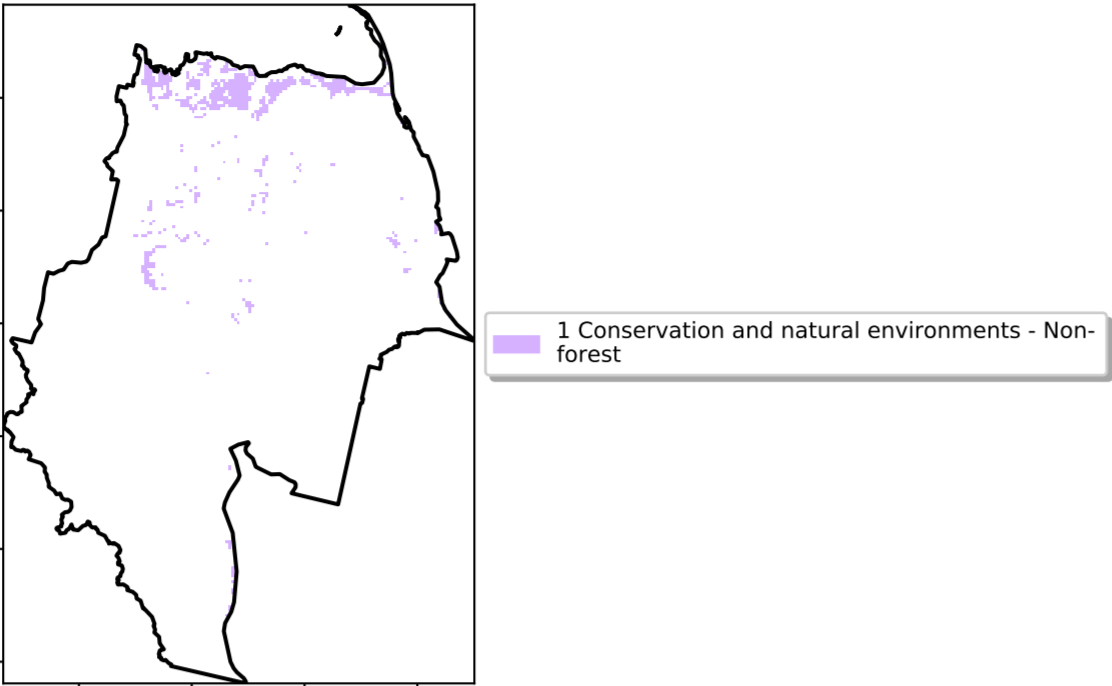 1 Conservation and natural environments - Non-
forest